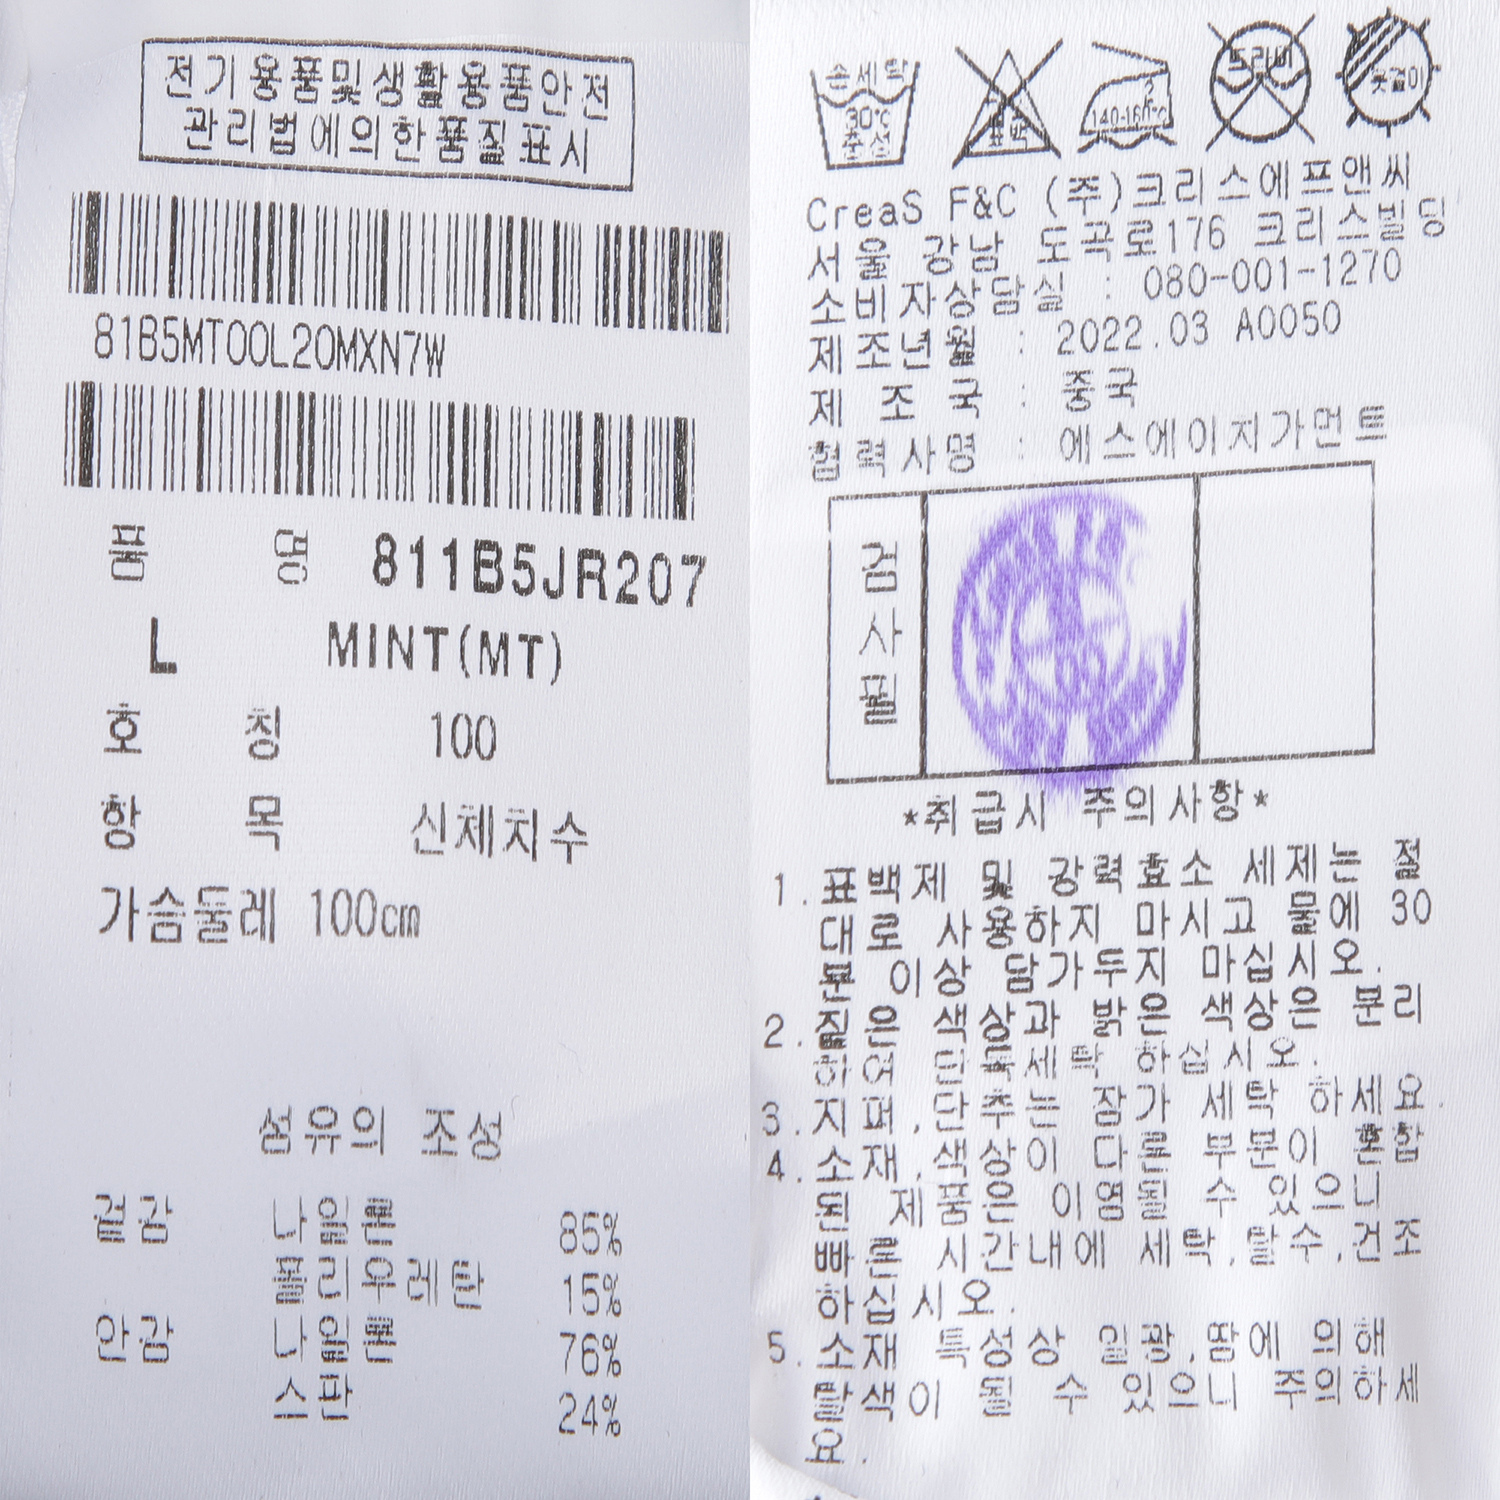 전기용품및생활용품안전
관리법에의한품질표시
81B5MT00L20MXN7W
품 명 811B5JR207
L MINT(MT)
호 칭 100
항 목 신체치수
가슴둘레 100cm
섬유의 조성
겉감 나일론 85%
폴리우레탄 15%
안감 나일론 76%
스판 24%
손세탁 30℃ 중성
표백
140-160℃
드라이
옷걸이
CreaS F&C (주)크리스에프앤씨
서울 강남 도곡로176 크리스빌딩
소비자상담실 : 080-001-1270
제조년월 : 2022.03 A0050
제 조 국 : 중국
협력사명 : 에스에이치가먼트
검사필
*취급시 주의사항*
1.표백제 및 강력효소 세제는 절
대로 사용하지 마시고 물에 30
분 이상 담가두지 마십시오.
2.짙은 색상과 밝은 색상은 분리
하여 단독세탁 하십시오.
3.지퍼,단추는 잠가 세탁 하세요.
4.소재,색상이 다른 부분이 혼합
된 제품은 이염될 수 있으니
빠른 시간내에 세탁,탈수,건조
하십시오.
5.소재 특성상 일광,땀에 의해
탈색이 될 수 있으니 주의하세
요.